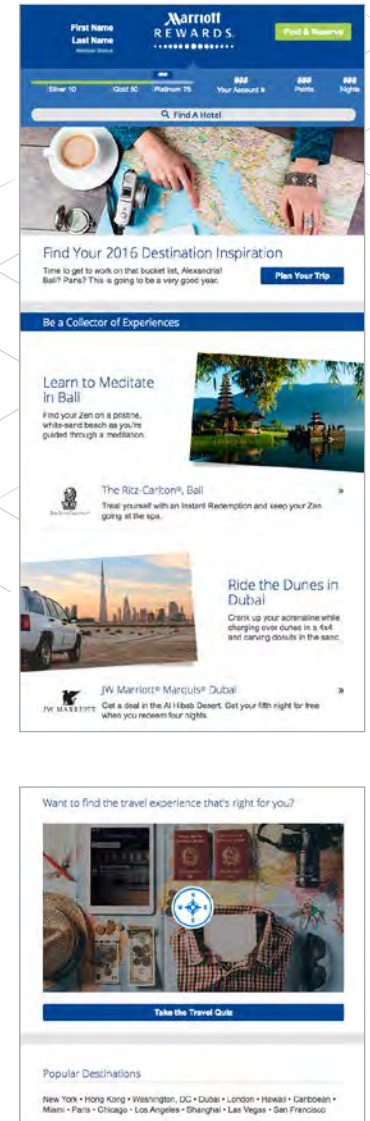 First Name
Last Name
Member Status
Marriott
REWARDS.
Find & Reserve
###
Silver 10
Gold 50
Platinum 75
###
Your Account #
###
Points
###
Nights
Find A Hotel
Find Your 2016 Destination Inspiration
Time to get to work on that bucket list, Alexandria!
Bali? Paris? This is going to be a very good year.
Plan Your Trip
Be a Collector of Experiences
Learn to Meditate
in Bali
Find your Zen on a pristine,
white-sand beach as you're
guided through a meditation.
The Ritz-Carlton®, Bali
»
Treat yourself with an Instant Redemption and keep your Zen
going at the spa.
Ride the Dunes in
Dubai
Crank up your adrenaline while
charging over dunes in a 4x4
and carving donuts in the sand.
JW Marriott® Marquis® Dubai
»
JW MARRIOTT
Get a deal in the Al Hibab Desert. Get your fifth night for free
when you redeem four nights.
Want to find the travel experience that's right for you?
Take the Travel Quiz
Popular Destinations
New York • Hong Kong • Washington, DC • Dubai • London • Hawaii • Caribbean •
Miami • Paris • Chicago • Los Angeles • Shanghai • Las Vegas • San Francisco